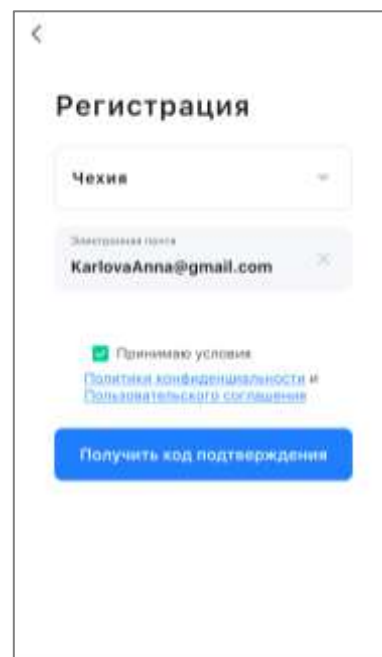 Регистрация
Чехия
Электронная почта
KarlovaAnna@gmail.com
Принимаю условия
Политики конфиденциальности и
Пользовательского соглашения
Получить код подтверждения